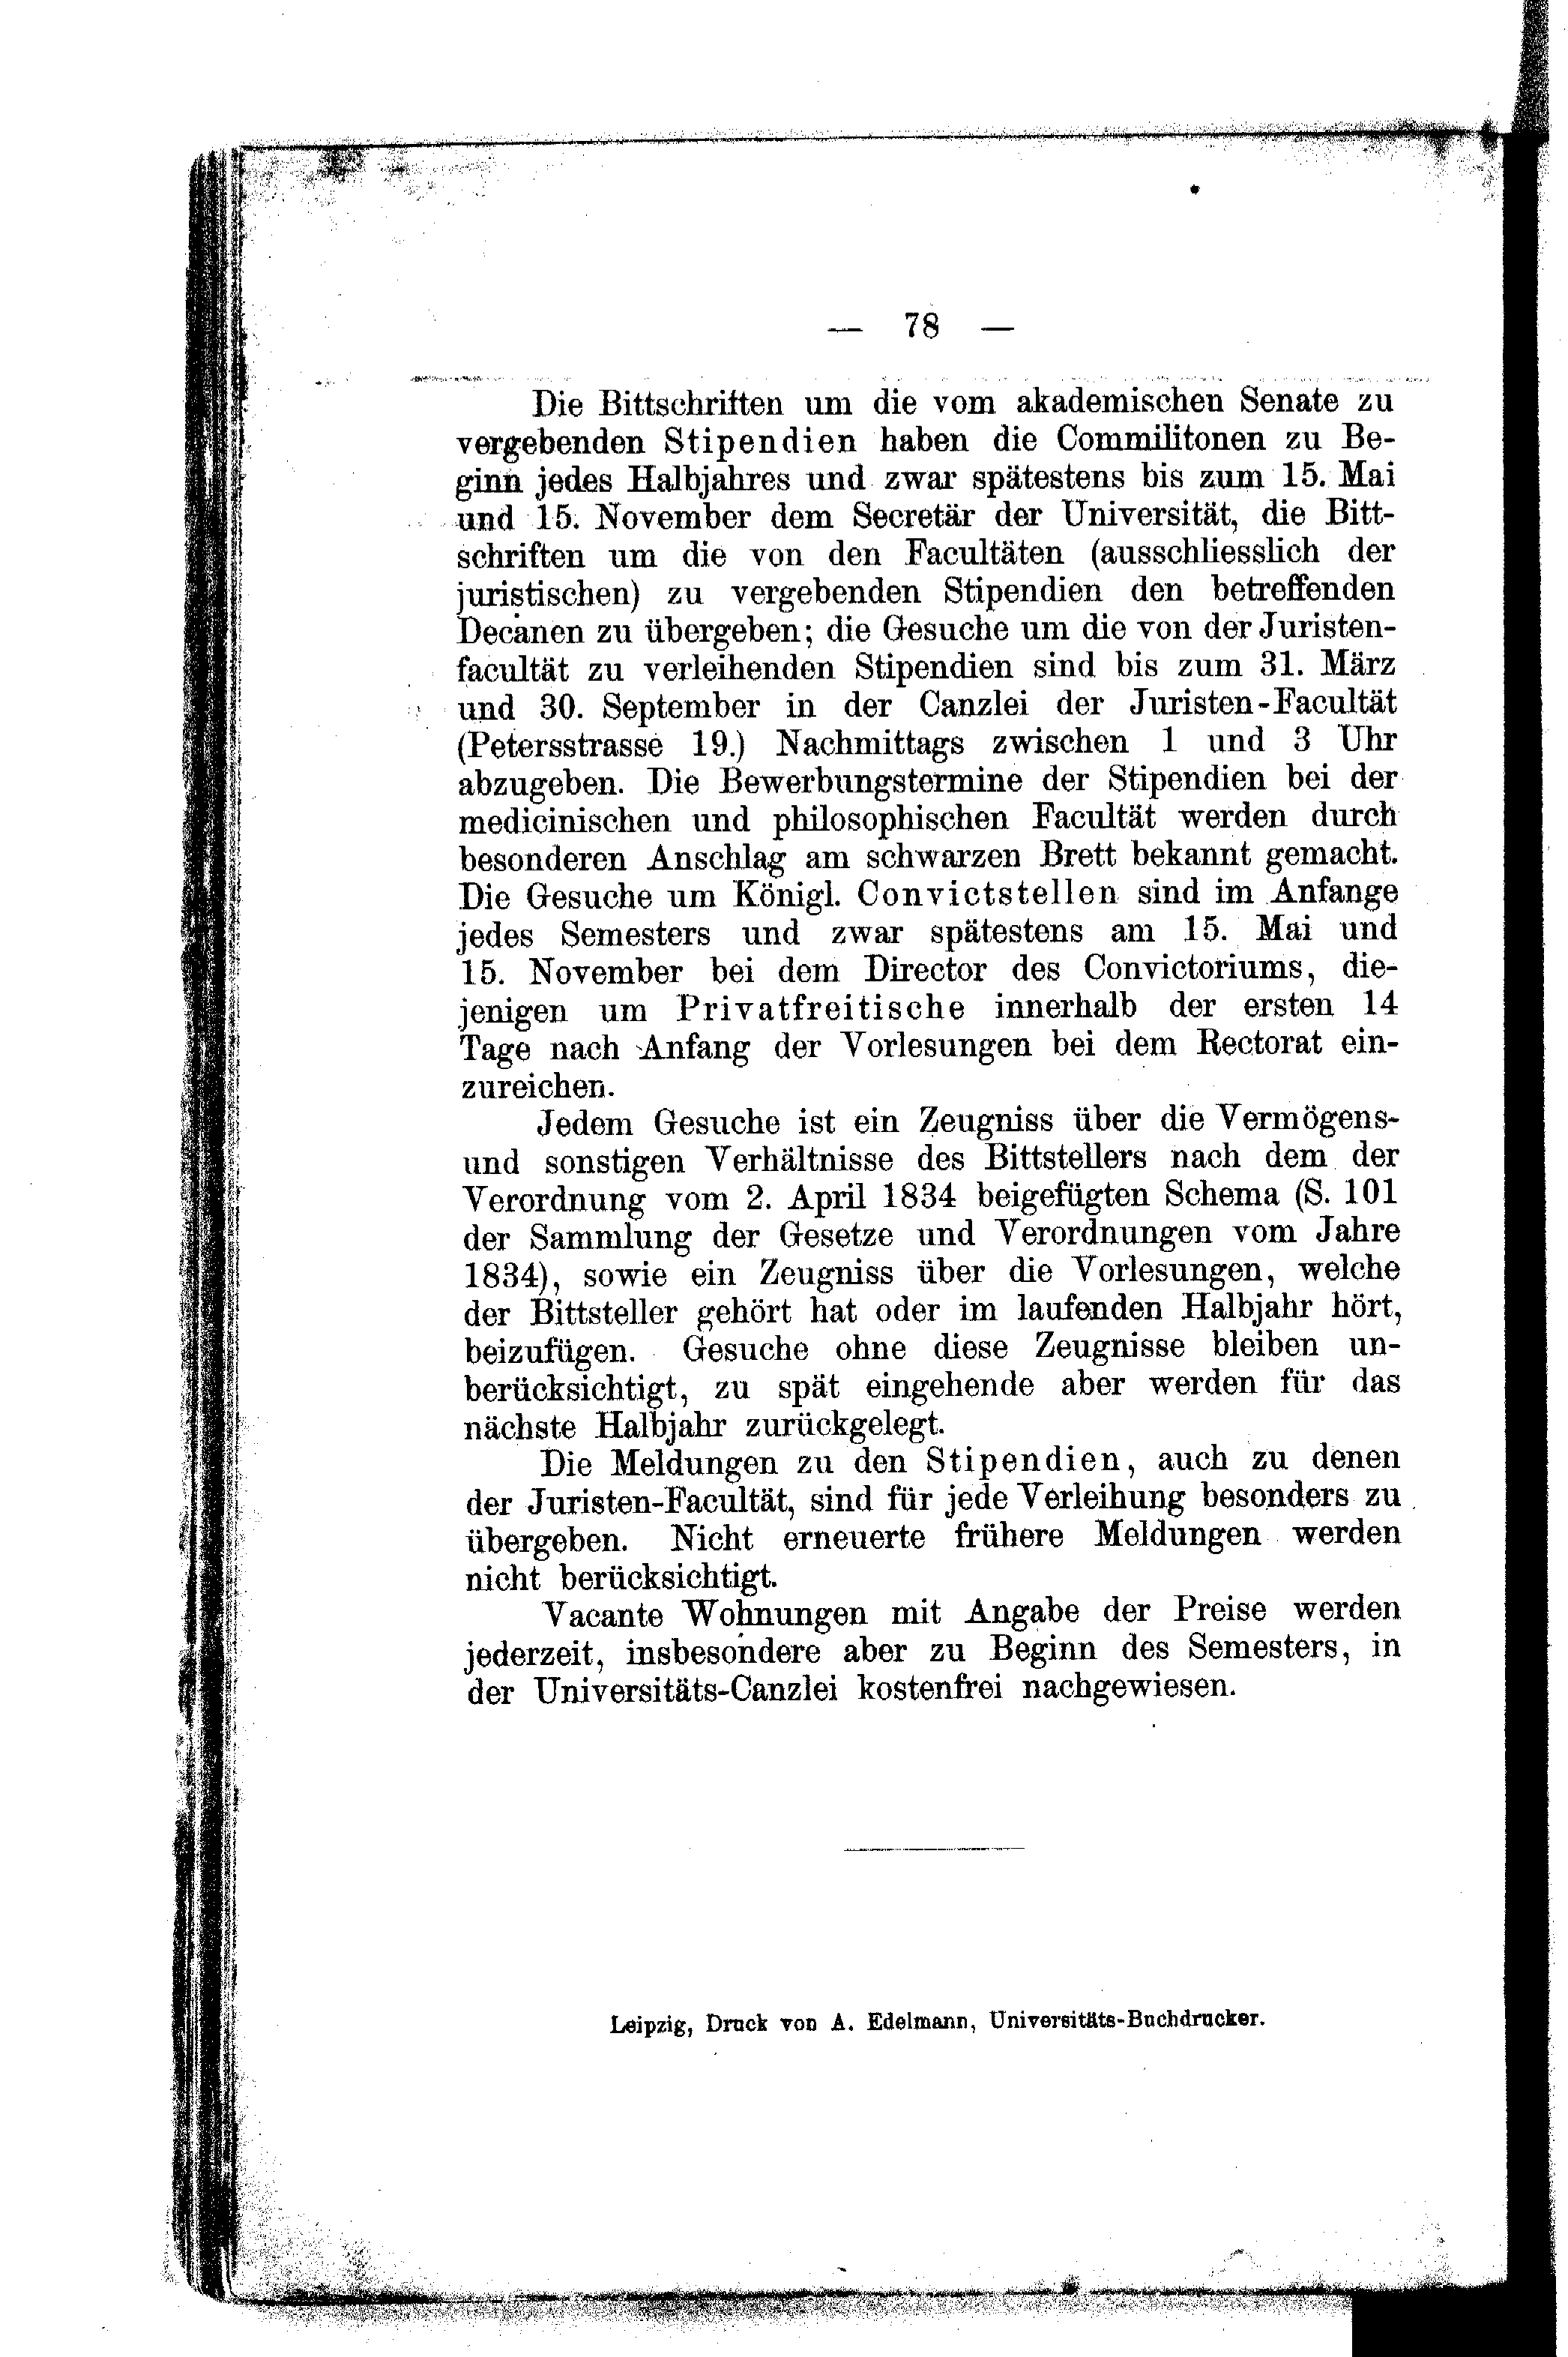 — 78 —
Die Bittschriften um die vom akademischen Senate zu
vergebenden Stipendien haben die Commilitonen zu Be-
ginn jedes Halbjahres und zwar spätestens bis zum 15. Mai
und 15. November dem Secretär der Universität, die Bitt-
schriften um die von den Facultäten (ausschliesslich der
juristischen) zu vergebenden Stipendien den betreffenden
Decanen zu übergeben; die Gesuche um die von der Juristen-
facultät zu verleihenden Stipendien sind bis zum 31. März
und 30. September in der Canzlei der Juristen-Facultät
(Petersstrasse 19.) Nachmittags zwischen 1 und 3 Uhr
abzugeben. Die Bewerbungstermine der Stipendien bei der
medicinischen und philosophischen Facultät werden durch
besonderen Anschlag am schwarzen Brett bekannt gemacht.
Die Gesuche um Königl. Convictstellen sind im Anfange
jedes Semesters und zwar spätestens am 15. Mai und
15. November bei dem Director des Convictoriums, die-
jenigen um Privatfreitische innerhalb der ersten 14
Tage nach Anfang der Vorlesungen bei dem Rectorat ein-
zureichen.
Jedem Gesuche ist ein Zeugniss über die Vermögens-
und sonstigen Verhältnisse des Bittstellers nach dem der
Verordnung vom 2. April 1834 beigefügten Schema (S. 101
der Sammlung der Gesetze und Verordnungen vom Jahre
1834), sowie ein Zeugniss über die Vorlesungen, welche
der Bittsteller gehört hat oder im laufenden Halbjahr hört,
beizufügen. Gesuche ohne diese Zeugnisse bleiben un-
berücksichtigt, zu spät eingehende aber werden für das
nächste Halbjahr zurückgelegt.
Die Meldungen zu den Stipendien, auch zu denen
der Juristen-Facultät, sind für jede Verleihung besonders zu
übergeben. Nicht erneuerte frühere Meldungen werden
nicht berücksichtigt.
Vacante Wohnungen mit Angabe der Preise werden
jederzeit, insbesondere aber zu Beginn des Semesters, in
der Universitäts-Canzlei kostenfrei nachgewiesen.
Leipzig, Druck von A. Edelmann, Universitäts-Buchdrucker.